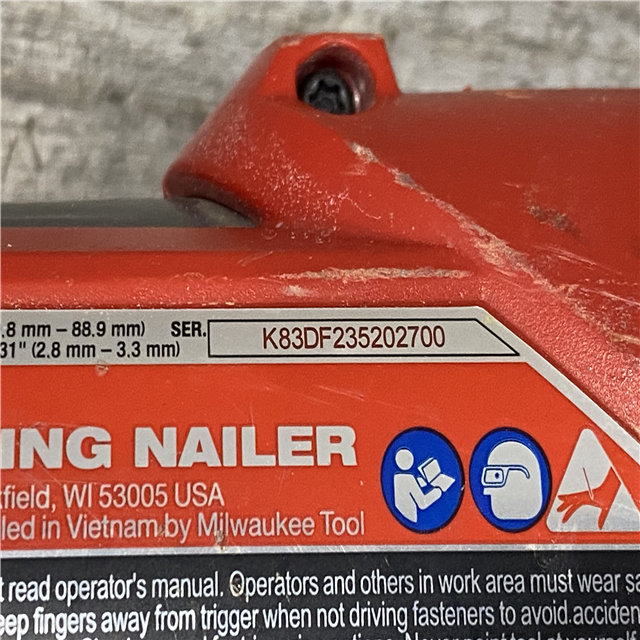 .8 mm – 88.9 mm) SER. K83DF235202700
31" (2.8 mm – 3.3 mm)
ING NAILER
kfield, WI 53005 USA
led in Vietnam by Milwaukee Tool
t read operator's manual. Operators and others in work area must wear sa
eep fingers away from trigger when not driving fasteners to avoid acciden